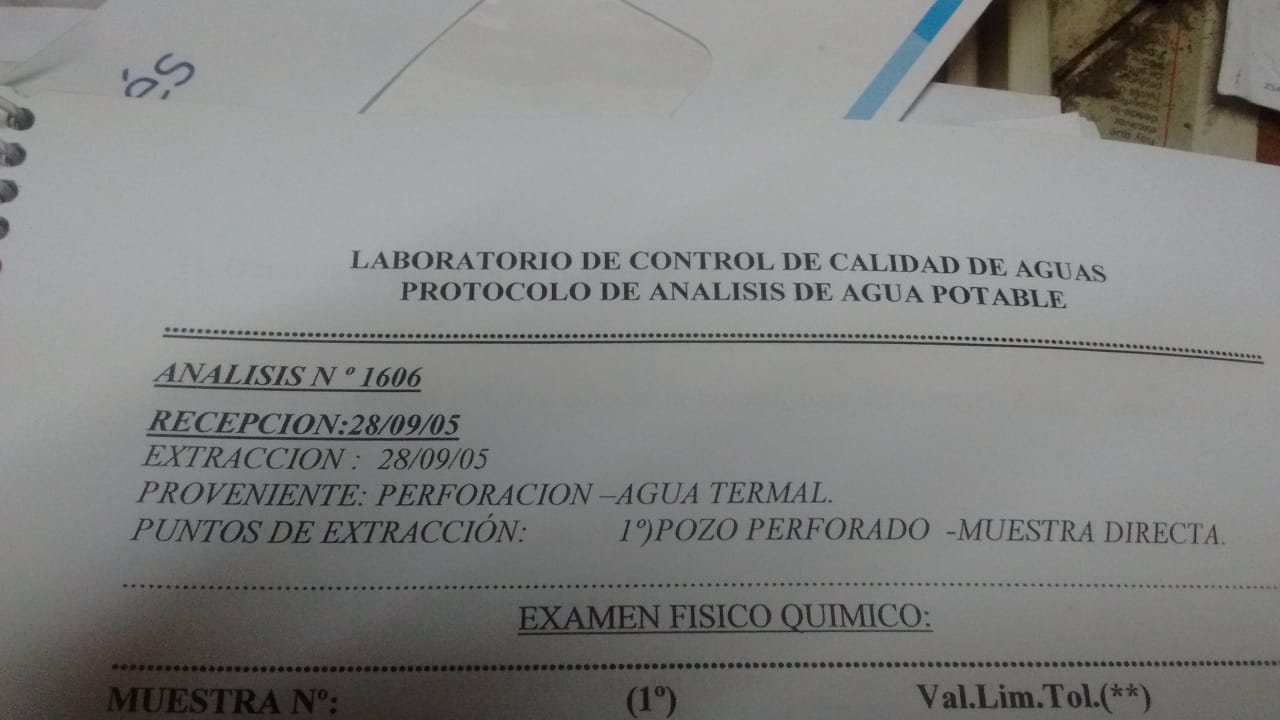 LABORATORIO DE CONTROL DE CALIDAD DE AGUAS
PROTOCOLO DE ANALISIS DE AGUA POTABLE
ANALISIS N º 1606
RECEPCION:28/09/05
EXTRACCION : 28/09/05
PROVENIENTE: PERFORACION –AGUA TERMAL.
PUNTOS DE EXTRACCIÓN: 1º)POZO PERFORADO -MUESTRA DIRECTA.
EXAMEN FISICO QUIMICO:
MUESTRA Nº: (1º) Val.Lim.Tol.(**)